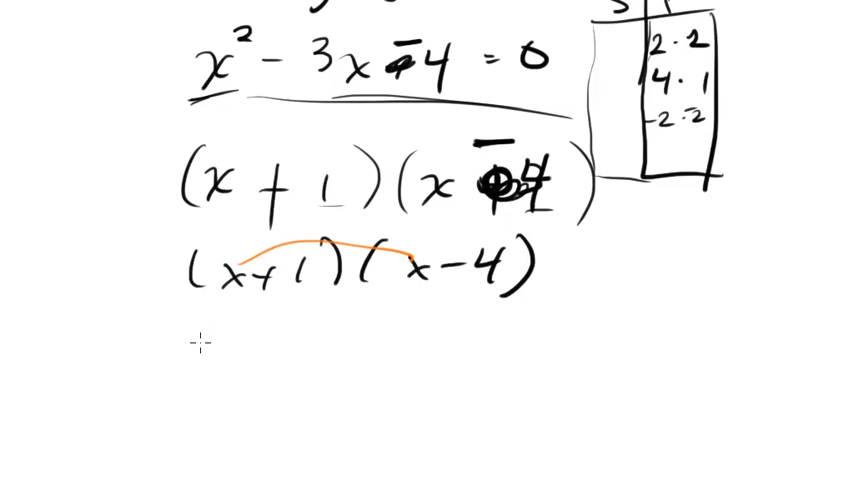 S P
x² - 3x - 4 = 0
2 · 2
4 · 1
-2 · -2
(x + 1)(x - 4)
(x + 1)(x - 4)